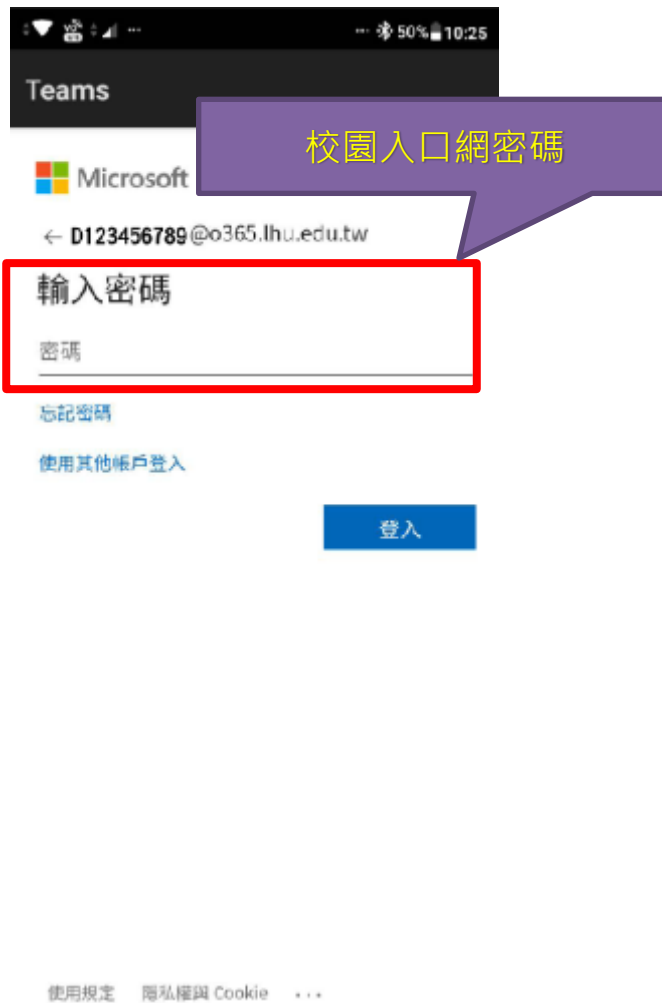 50% 10:25
Teams
校園入口網密碼
Microsoft
← D123456789@o365.lhu.edu.tw
輸入密碼
密碼
忘記密碼
使用其他帳戶登入
登入
使用規定 隱私權與 Cookie ...